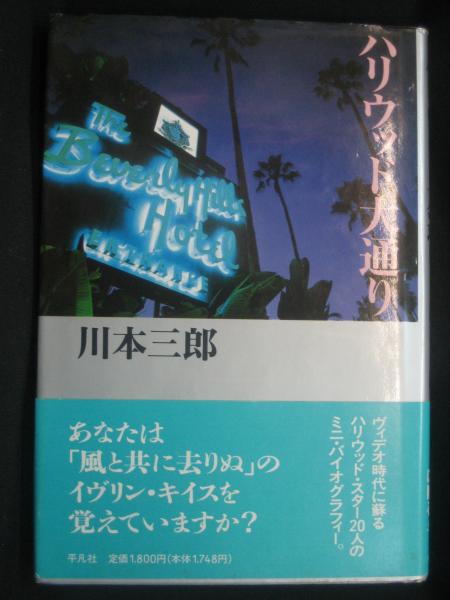 ハリウッド大通り
The
Beverly Hills
Hotel
ENTRANCE
川本三郎
あなたは
「風と共に去りぬ」の
イヴリン・キイスを
覚えていますか?
ヴィデオ時代に蘇る
ハリウッド・スター20人の
ミニ・バイオグラフィー。
平凡社 定価1,800円(本体1,748円)